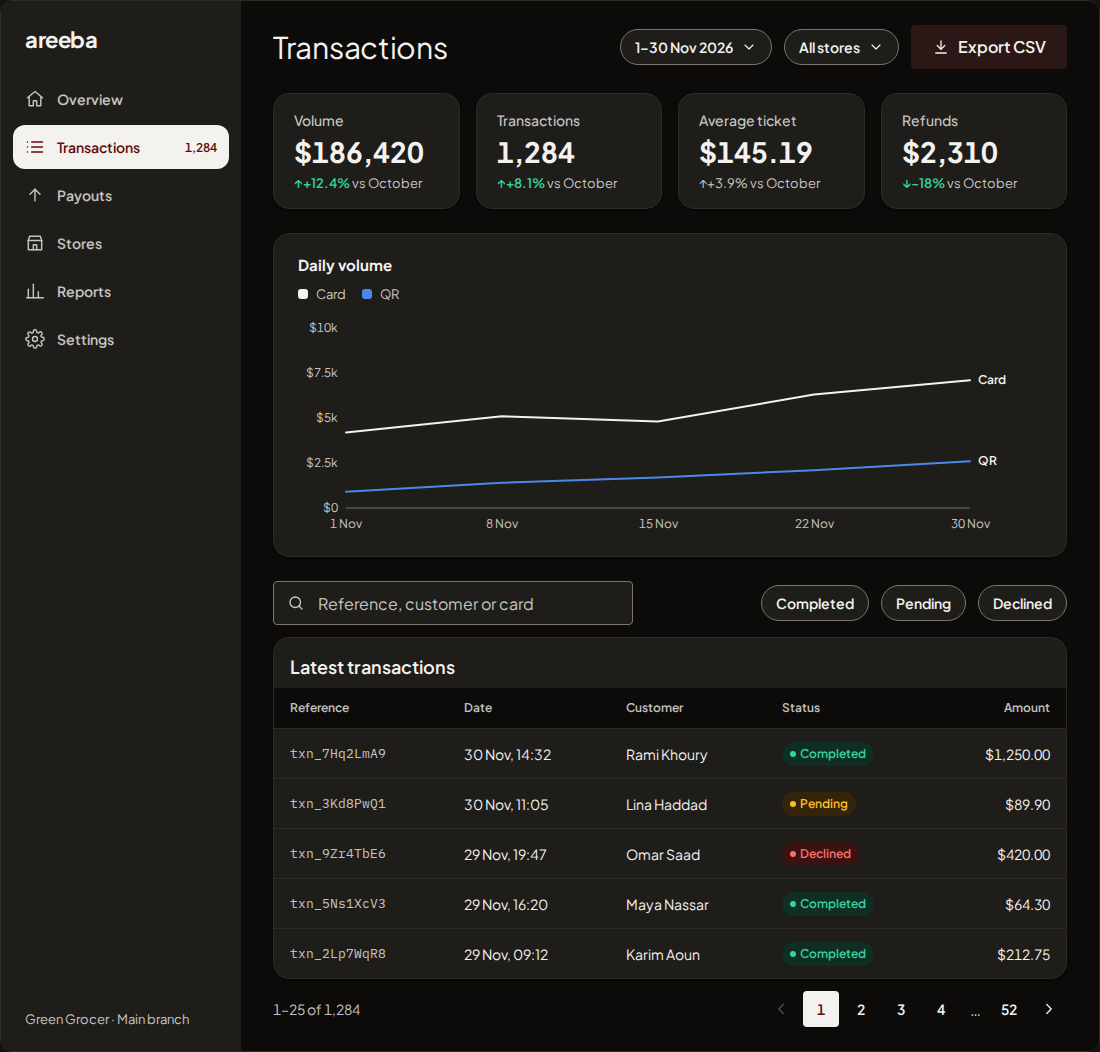 areeba
Overview
Transactions 1,284
Payouts
Stores
Reports
Settings
Green Grocer · Main branch
Transactions
1–30 Nov 2026
All stores
Export CSV
Volume
$186,420
↑+12.4% vs October
Transactions
1,284
↑+8.1% vs October
Average ticket
$145.19
↑+3.9% vs October
Refunds
$2,310
↓−18% vs October
Daily volume
Card QR
$10k
$7.5k
$5k
$2.5k
$0
Card
QR
1 Nov 8 Nov 15 Nov 22 Nov 30 Nov
Reference, customer or card
Completed Pending Declined
Latest transactions
Reference Date Customer Status Amount
txn_7Hq2LmA9 30 Nov, 14:32 Rami Khoury Completed $1,250.00
txn_3Kd8PwQ1 30 Nov, 11:05 Lina Haddad Pending $89.90
txn_9Zr4TbE6 29 Nov, 19:47 Omar Saad Declined $420.00
txn_5Ns1XcV3 29 Nov, 16:20 Maya Nassar Completed $64.30
txn_2Lp7WqR8 29 Nov, 09:12 Karim Aoun Completed $212.75
1–25 of 1,284
1 2 3 4 … 52